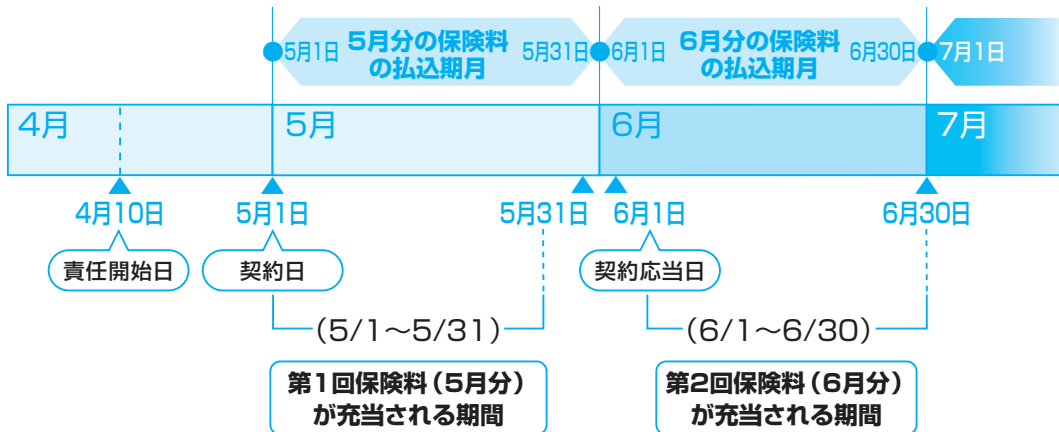 5月1日
5月分の保険料
の払込期月
5月31日
6月1日
6月分の保険料
の払込期月
6月30日
7月1日
4月
5月
6月
7月
4月10日
5月1日
5月31日
6月1日
6月30日
責任開始日
契約日
契約応当日
(5/1～5/31)
(6/1～6/30)
第1回保険料(5月分)
が充当される期間
第2回保険料(6月分)
が充当される期間